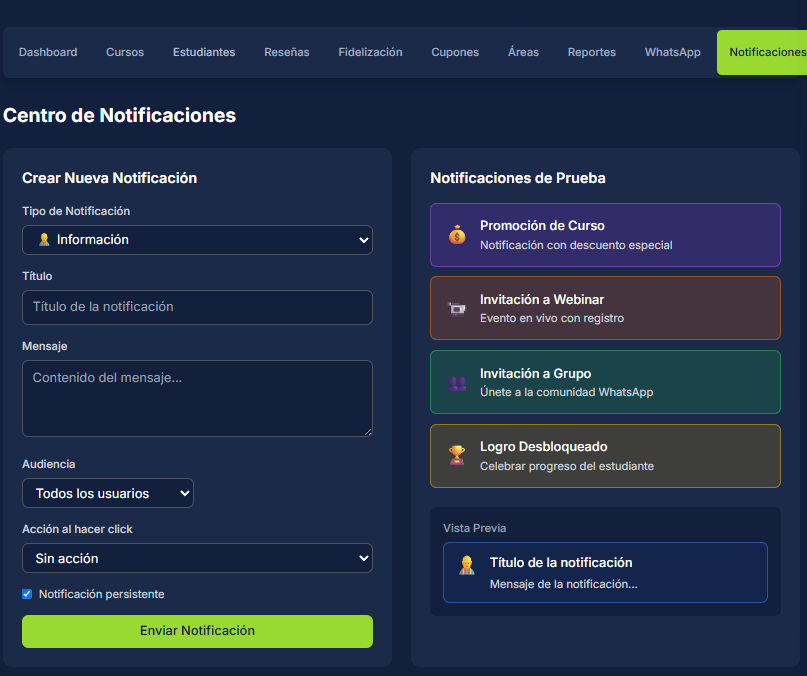 Dashboard Cursos Estudiantes Reseñas Fidelización Cupones Áreas Reportes WhatsApp Notificaciones
Centro de Notificaciones
Crear Nueva Notificación
Tipo de Notificación
Información
Título
Título de la notificación
Mensaje
Contenido del mensaje...
Audiencia
Todos los usuarios
Acción al hacer click
Sin acción
Notificación persistente
Enviar Notificación
Notificaciones de Prueba
Promoción de Curso
Notificación con descuento especial
Invitación a Webinar
Evento en vivo con registro
Invitación a Grupo
Únete a la comunidad WhatsApp
Logro Desbloqueado
Celebrar progreso del estudiante
Vista Previa
Título de la notificación
Mensaje de la notificación...